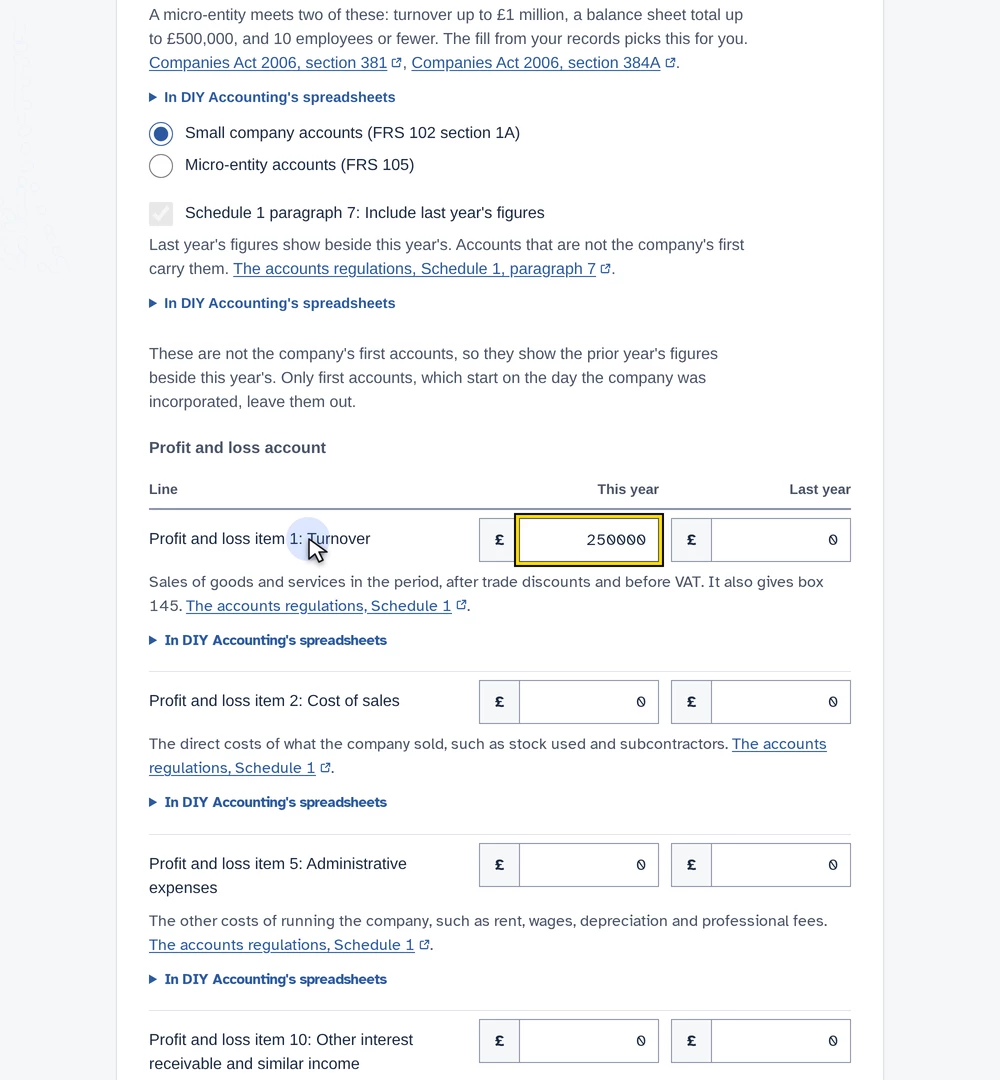 A micro-entity meets two of these: turnover up to £1 million, a balance sheet total up
to £500,000, and 10 employees or fewer. The fill from your records picks this for you.
Companies Act 2006, section 381, Companies Act 2006, section 384A.
In DIY Accounting's spreadsheets
Small company accounts (FRS 102 section 1A)
Micro-entity accounts (FRS 105)
Schedule 1 paragraph 7: Include last year's figures
Last year's figures show beside this year's. Accounts that are not the company's first
carry them. The accounts regulations, Schedule 1, paragraph 7.
In DIY Accounting's spreadsheets
These are not the company's first accounts, so they show the prior year's figures
beside this year's. Only first accounts, which start on the day the company was
incorporated, leave them out.
Profit and loss account
Line This year Last year
Profit and loss item 1: Turnover £ 250000 £ 0
Sales of goods and services in the period, after trade discounts and before VAT. It also gives box
145. The accounts regulations, Schedule 1.
In DIY Accounting's spreadsheets
Profit and loss item 2: Cost of sales £ 0 £ 0
The direct costs of what the company sold, such as stock used and subcontractors. The accounts
regulations, Schedule 1.
In DIY Accounting's spreadsheets
Profit and loss item 5: Administrative £ 0 £ 0
expenses
The other costs of running the company, such as rent, wages, depreciation and professional fees.
The accounts regulations, Schedule 1.
In DIY Accounting's spreadsheets
Profit and loss item 10: Other interest £ 0 £ 0
receivable and similar income